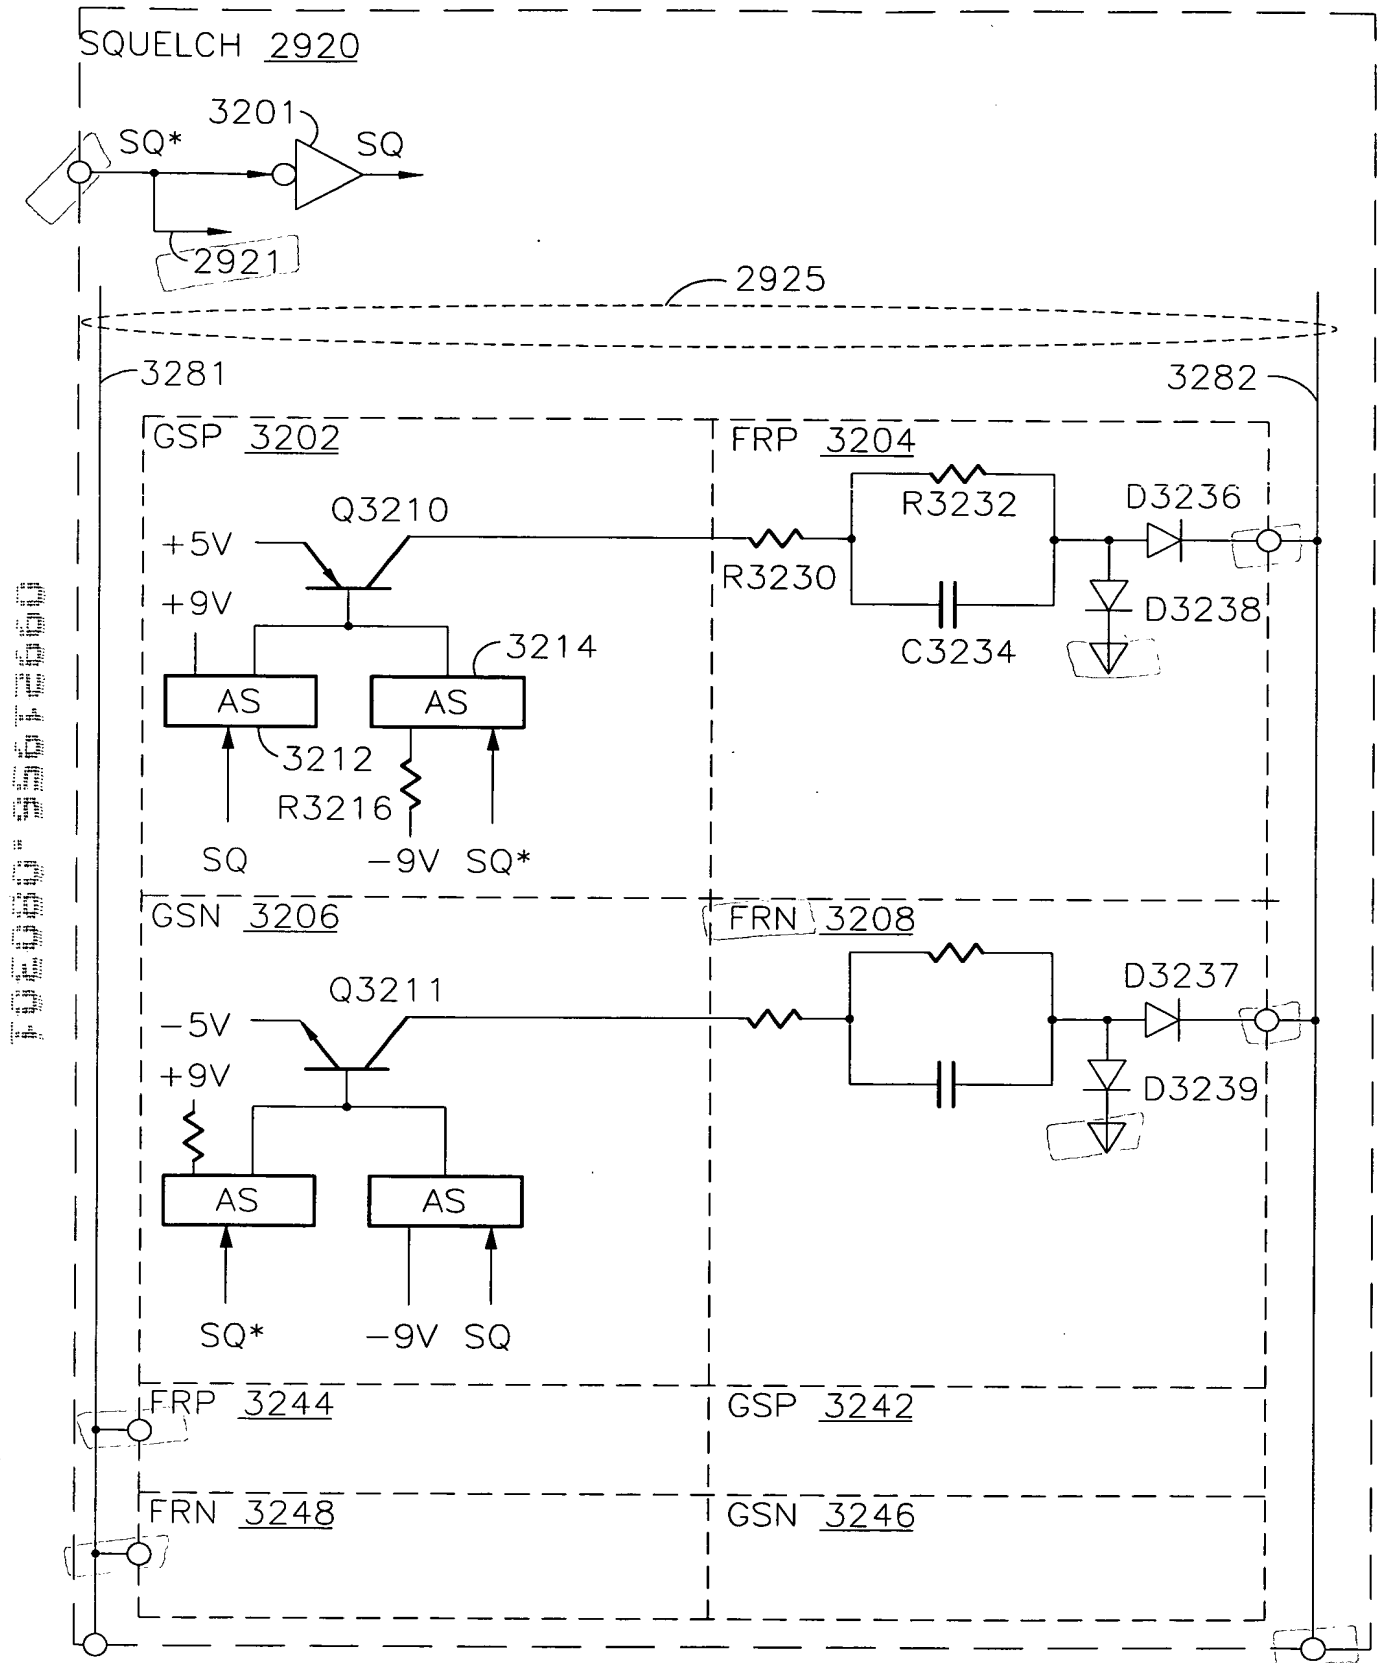 SQUELCH 2920
3201
SQ*
SQ
2921
2925
3281
3282
GSP 3202
FRP 3204
Q3210
R3232
D3236
+5V
R3230
+9V
D3238
C3234
3214
AS
AS
3212
R3216
SQ
-9V
SQ*
GSN 3206
FRN 3208
Q3211
D3237
-5V
+9V
D3239
AS
AS
SQ*
-9V
SQ
FRP 3244
GSP 3242
FRN 3248
GSN 3246